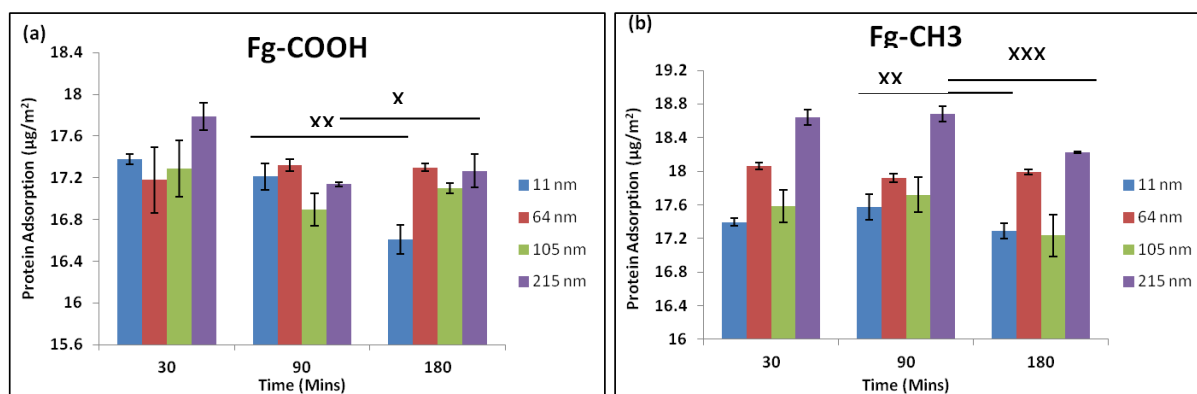 (a)
Fg-COOH
Protein Adsorption (µg/m²)
18.4
18
17.6
17.2
16.8
16.4
16
15.6
XX
X
30
90
180
Time (Mins)
11 nm
64 nm
105 nm
215 nm
(b)
Fg-CH3
Protein Adsorption (µg/m²)
19.2
18.8
18.4
18
17.6
17.2
16.8
16.4
16
XX
XXX
30
90
180
Time (Mins)
11 nm
64 nm
105 nm
215 nm